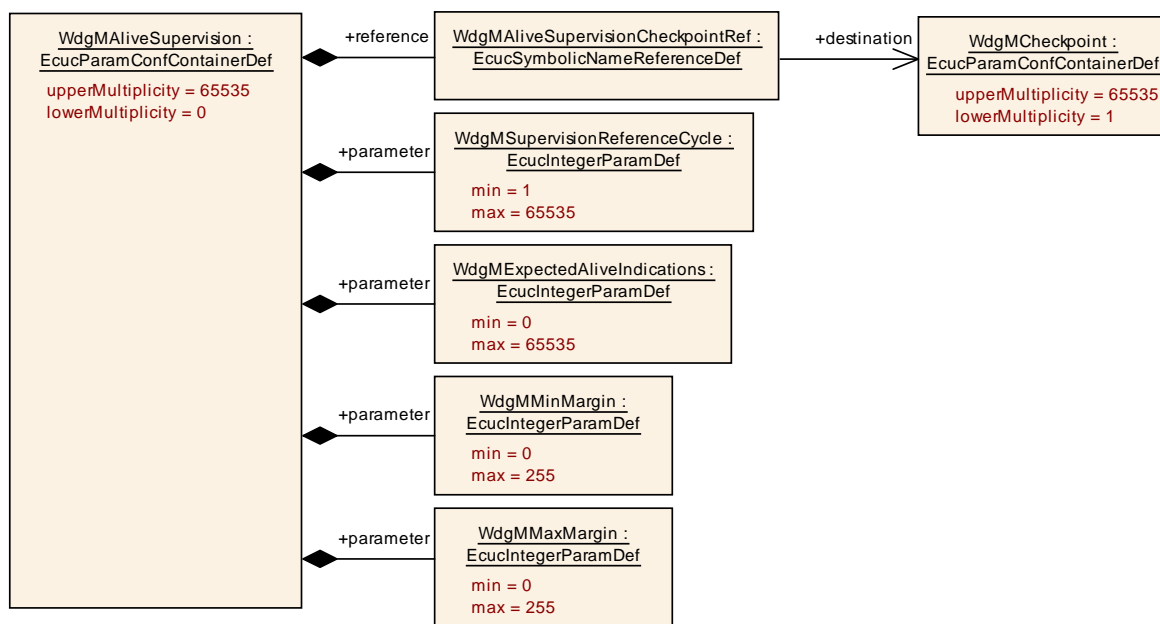 WdgMAliveSupervision :
EcucParamConfContainerDef
upperMultiplicity = 65535
lowerMultiplicity = 0
+reference
WdgMAliveSupervisionCheckpointRef :
EcucSymbolicNameReferenceDef
+destination
WdgMCheckpoint :
EcucParamConfContainerDef
upperMultiplicity = 65535
lowerMultiplicity = 1
+parameter
WdgMSupervisionReferenceCycle :
EcucIntegerParamDef
min = 1
max = 65535
+parameter
WdgMExpectedAliveIndications :
EcucIntegerParamDef
min = 0
max = 65535
+parameter
WdgMMinMargin :
EcucIntegerParamDef
min = 0
max = 255
+parameter
WdgMMaxMargin :
EcucIntegerParamDef
min = 0
max = 255